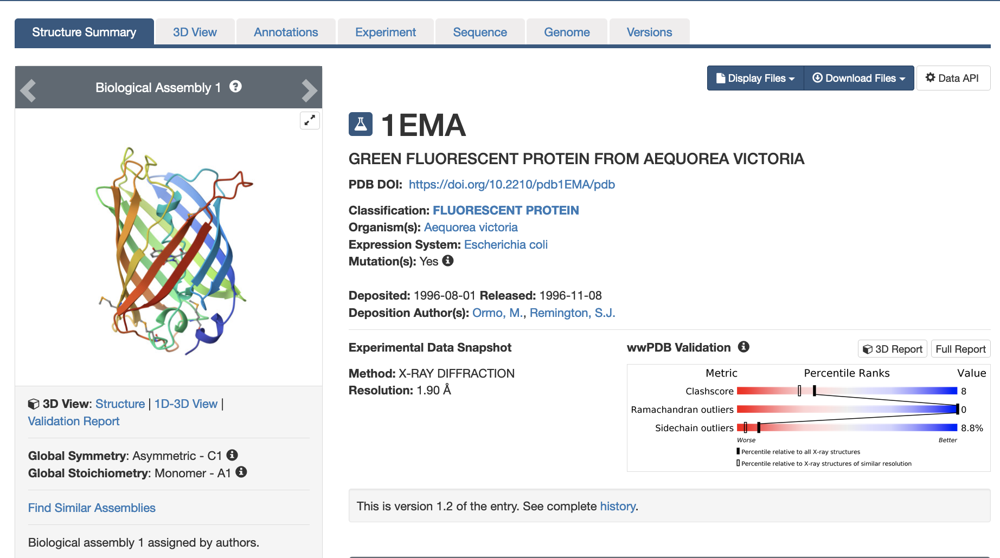 Structure Summary 3D View Annotations Experiment Sequence Genome Versions
Biological Assembly 1 ?
Display Files Download Files Data API
1EMA
GREEN FLUORESCENT PROTEIN FROM AEQUOREA VICTORIA
PDB DOI: https://doi.org/10.2210/pdb1EMA/pdb
Classification: FLUORESCENT PROTEIN
Organism(s): Aequorea victoria
Expression System: Escherichia coli
Mutation(s): Yes i
Deposited: 1996-08-01 Released: 1996-11-08
Deposition Author(s): Ormo, M., Remington, S.J.
Experimental Data Snapshot
Method: X-RAY DIFFRACTION
Resolution: 1.90 Å
wwPDB Validation i
3D Report Full Report
Metric Percentile Ranks Value
Clashscore 8
Ramachandran outliers 0
Sidechain outliers 8.8%
Worse Better
Percentile relative to all X-ray structures
Percentile relative to X-ray structures of similar resolution
This is version 1.2 of the entry. See complete history.
3D View: Structure | 1D-3D View |
Validation Report
Global Symmetry: Asymmetric - C1 i
Global Stoichiometry: Monomer - A1 i
Find Similar Assemblies
Biological assembly 1 assigned by authors.